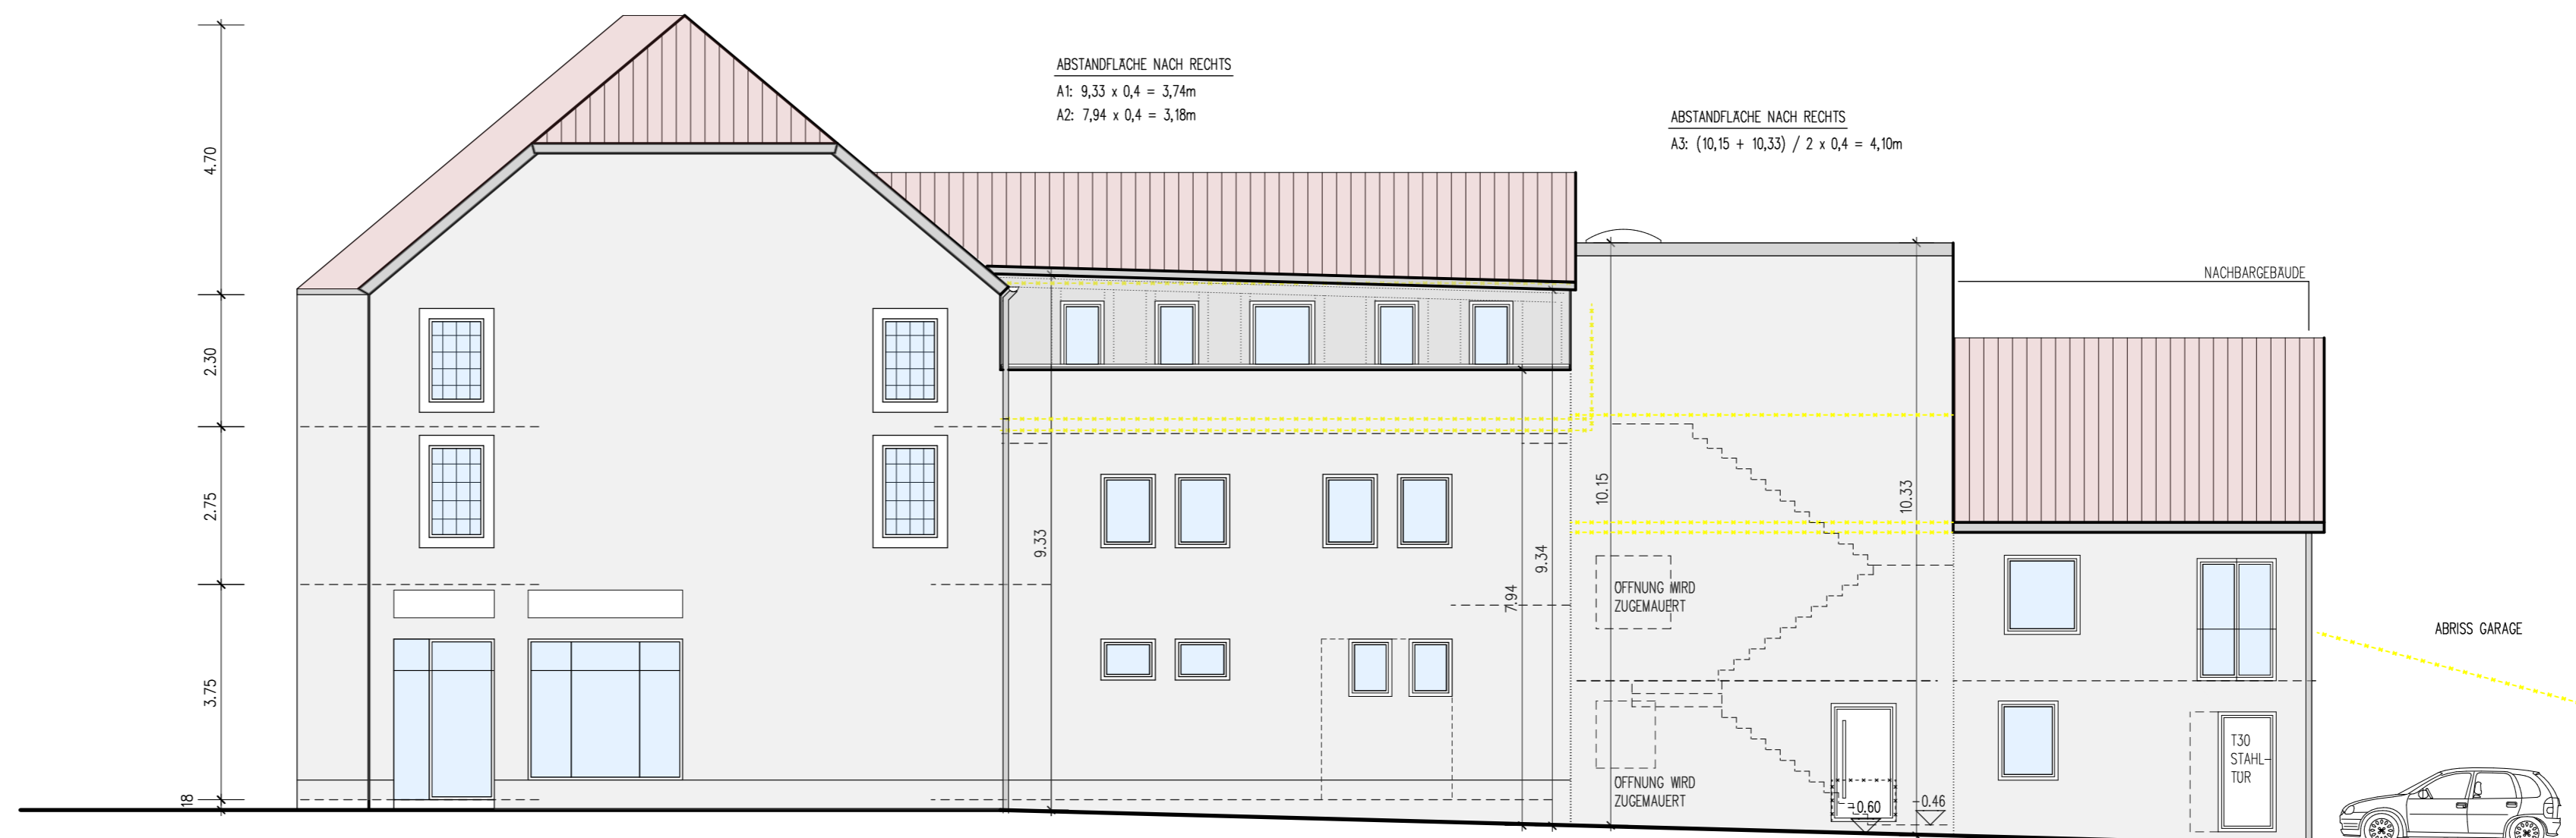 ABSTANDFLÄCHE NACH RECHTS
A1: 9,33 x 0,4 = 3,74m
A2: 7,94 x 0,4 = 3,18m
ABSTANDFLÄCHE NACH RECHTS
A3: (10,15 + 10,33) / 2 x 0,4 = 4,10m
NACHBARGEBÄUDE
4.70
2.30
2.75
3.75
18
9.33
7.94
9.34
10.15
10.33
ÖFFNUNG WIRD
ZUGEMAUERT
ÖFFNUNG WIRD
ZUGEMAUERT
-0.60
-0.46
T30
STAHL-
TÜR
ABRISS GARAGE